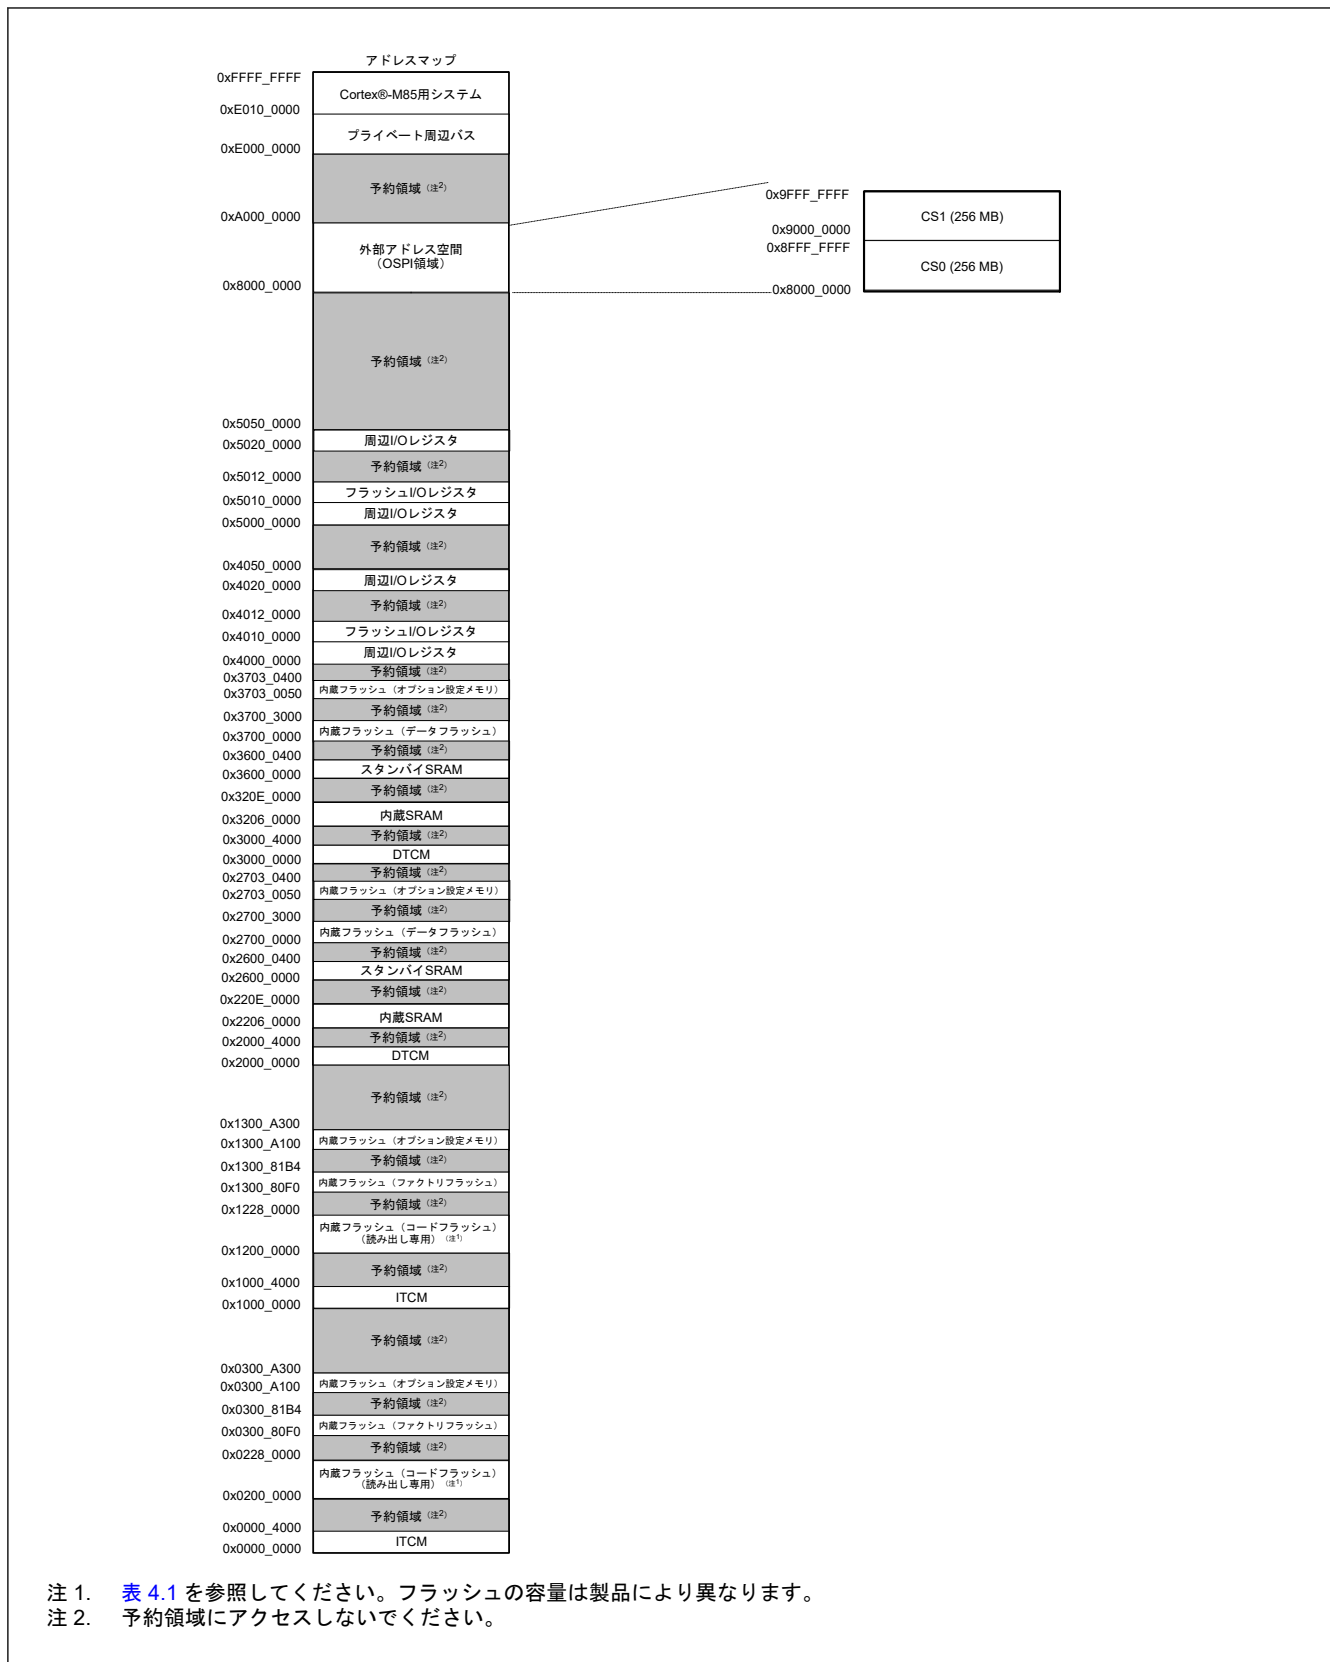 アドレスマップ
0xFFFF_FFFF
Cortex®-M85用システム
0xE010_0000
プライベート周辺バス
0xE000_0000
予約領域（注2）
0xA000_0000
外部アドレス空間
（OSPI領域）
0x8000_0000
0x9FFF_FFFF
CS1 (256 MB)
0x9000_0000
0x8FFF_FFFF
CS0 (256 MB)
0x8000_0000
予約領域（注2）
0x5050_0000
周辺I/Oレジスタ
0x5020_0000
予約領域（注2）
0x5012_0000
フラッシュI/Oレジスタ
0x5010_0000
周辺I/Oレジスタ
0x5000_0000
予約領域（注2）
0x4050_0000
周辺I/Oレジスタ
0x4020_0000
予約領域（注2）
0x4012_0000
フラッシュI/Oレジスタ
0x4010_0000
周辺I/Oレジスタ
0x4000_0000
予約領域（注2）
0x3703_0400
内蔵フラッシュ（オプション設定メモリ）
0x3703_0050
予約領域（注2）
0x3700_3000
内蔵フラッシュ（データフラッシュ）
0x3700_0000
予約領域（注2）
0x3600_0400
スタンバイSRAM
0x3600_0000
予約領域（注2）
0x320E_0000
内蔵SRAM
0x3206_0000
予約領域（注2）
0x3000_4000
DTCM
0x3000_0000
予約領域（注2）
0x2703_0400
内蔵フラッシュ（オプション設定メモリ）
0x2703_0050
予約領域（注2）
0x2700_3000
内蔵フラッシュ（データフラッシュ）
0x2700_0000
予約領域（注2）
0x2600_0400
スタンバイSRAM
0x2600_0000
予約領域（注2）
0x220E_0000
内蔵SRAM
0x2206_0000
予約領域（注2）
0x2000_4000
DTCM
0x2000_0000
予約領域（注2）
0x1300_A300
内蔵フラッシュ（オプション設定メモリ）
0x1300_A100
予約領域（注2）
0x1300_81B4
内蔵フラッシュ（ファクトリフラッシュ）
0x1300_80F0
予約領域（注2）
0x1228_0000
内蔵フラッシュ（コードフラッシュ）
（読み出し専用）（注1）
0x1200_0000
予約領域（注2）
0x1000_4000
ITCM
0x1000_0000
予約領域（注2）
0x0300_A300
内蔵フラッシュ（オプション設定メモリ）
0x0300_A100
予約領域（注2）
0x0300_81B4
内蔵フラッシュ（ファクトリフラッシュ）
0x0300_80F0
予約領域（注2）
0x0228_0000
内蔵フラッシュ（コードフラッシュ）
（読み出し専用）（注1）
0x0200_0000
予約領域（注2）
0x0000_4000
ITCM
0x0000_0000
注 1. 表 4.1 を参照してください。フラッシュの容量は製品により異なります。
注 2. 予約領域にアクセスしないでください。